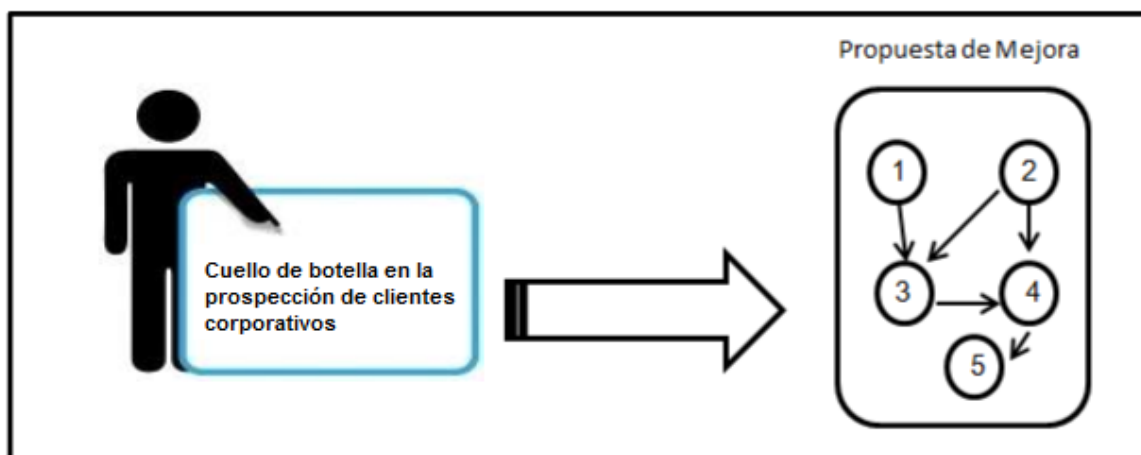 Propuesta de Mejora
Cuello de botella en la
prospección de clientes
corporativos
1
2
3
4
5